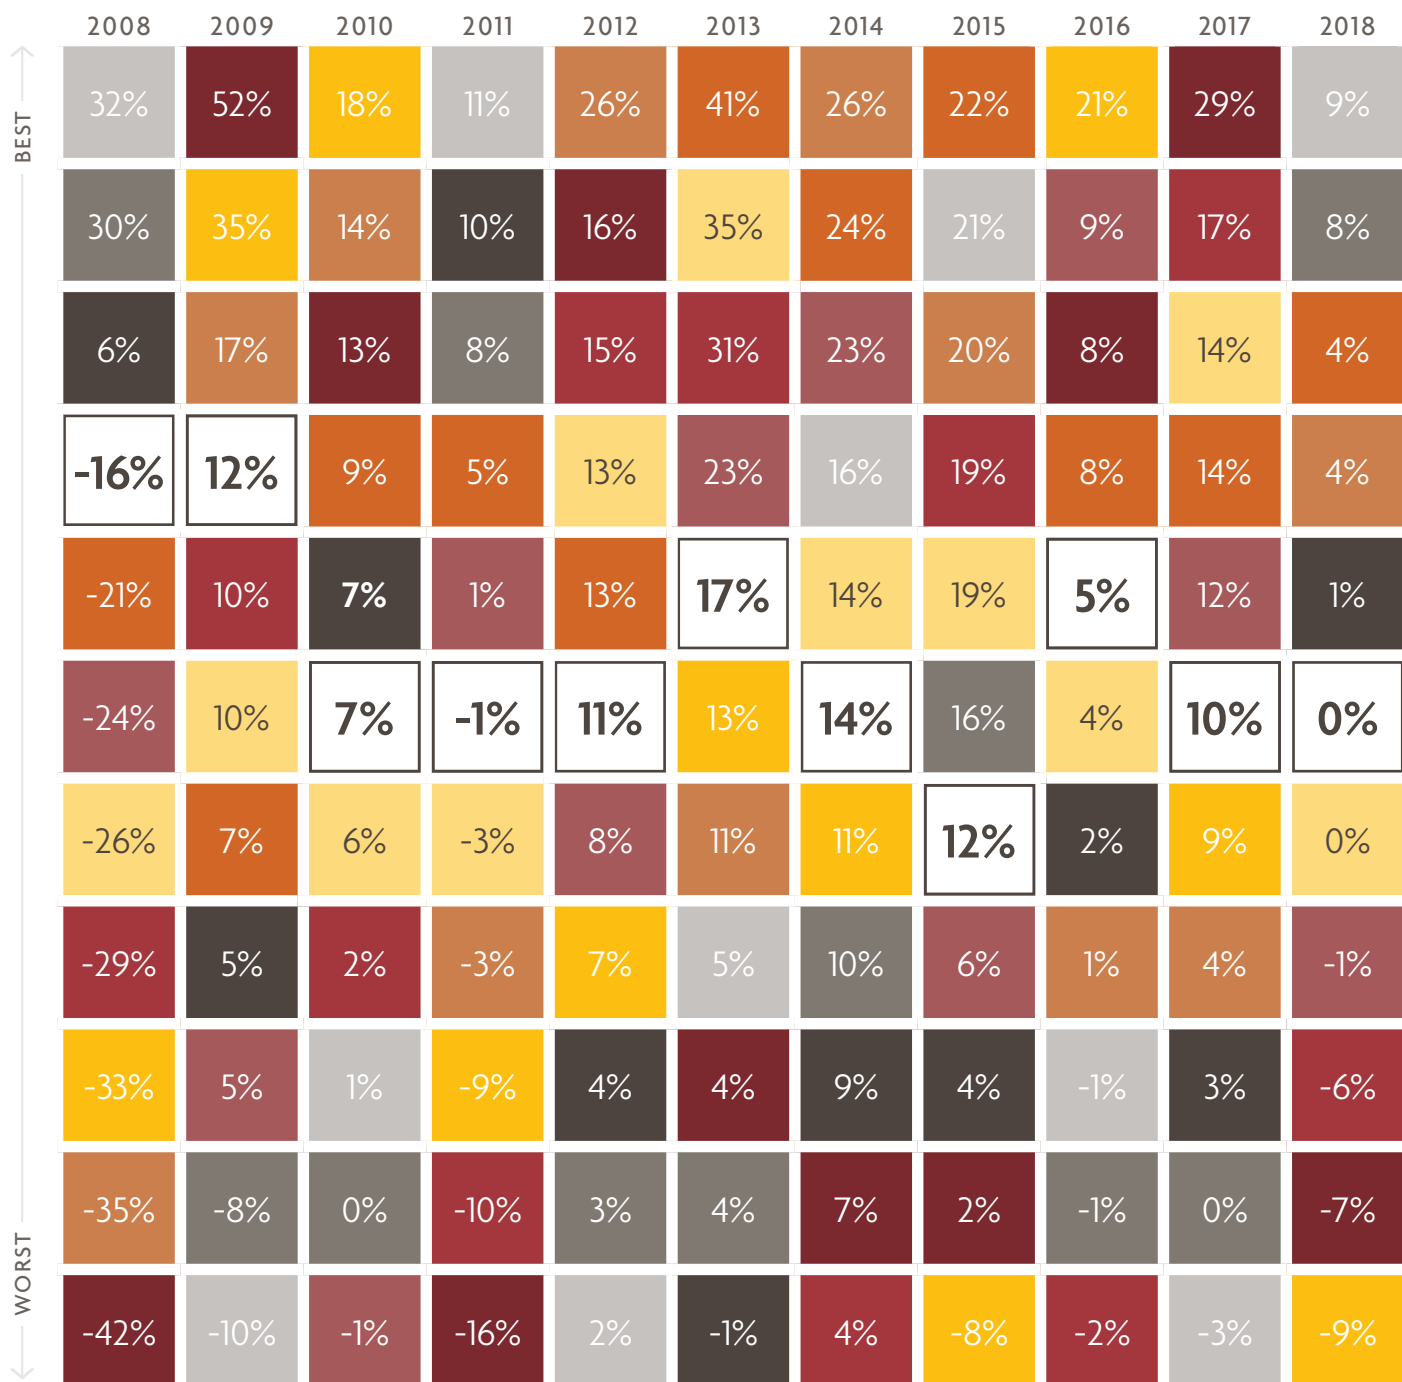 2008 2009 2010 2011 2012 2013 2014 2015 2016 2017 2018
BEST
32% 52% 18% 11% 26% 41% 26% 22% 21% 29% 9%
30% 35% 14% 10% 16% 35% 24% 21% 9% 17% 8%
6% 17% 13% 8% 15% 31% 23% 20% 8% 14% 4%
-16% 12% 9% 5% 13% 23% 16% 19% 8% 14% 4%
-21% 10% 7% 1% 13% 17% 14% 19% 5% 12% 1%
-24% 10% 7% -1% 11% 13% 14% 16% 4% 10% 0%
-26% 7% 6% -3% 8% 11% 11% 12% 2% 9% 0%
-29% 5% 2% -3% 7% 5% 10% 6% 1% 4% -1%
-33% 5% 1% -9% 4% 4% 9% 4% -1% 3% -6%
-35% -8% 0% -10% 3% 4% 7% 2% -1% 0% -7%
WORST
-42% -10% -1% -16% 2% -1% 4% -8% -2% -3% -9%